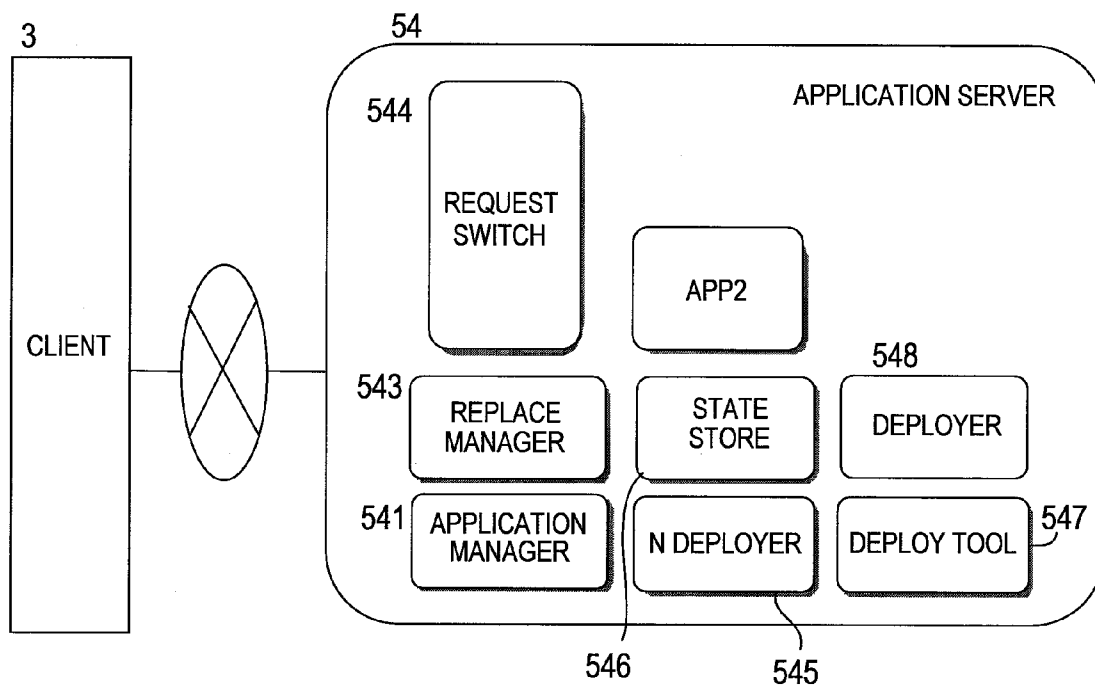 3
54
APPLICATION SERVER
544
REQUEST
SWITCH
APP2
CLIENT
543
REPLACE
MANAGER
STATE
STORE
548
DEPLOYER
541
APPLICATION
MANAGER
N DEPLOYER
DEPLOY TOOL
547
546
545